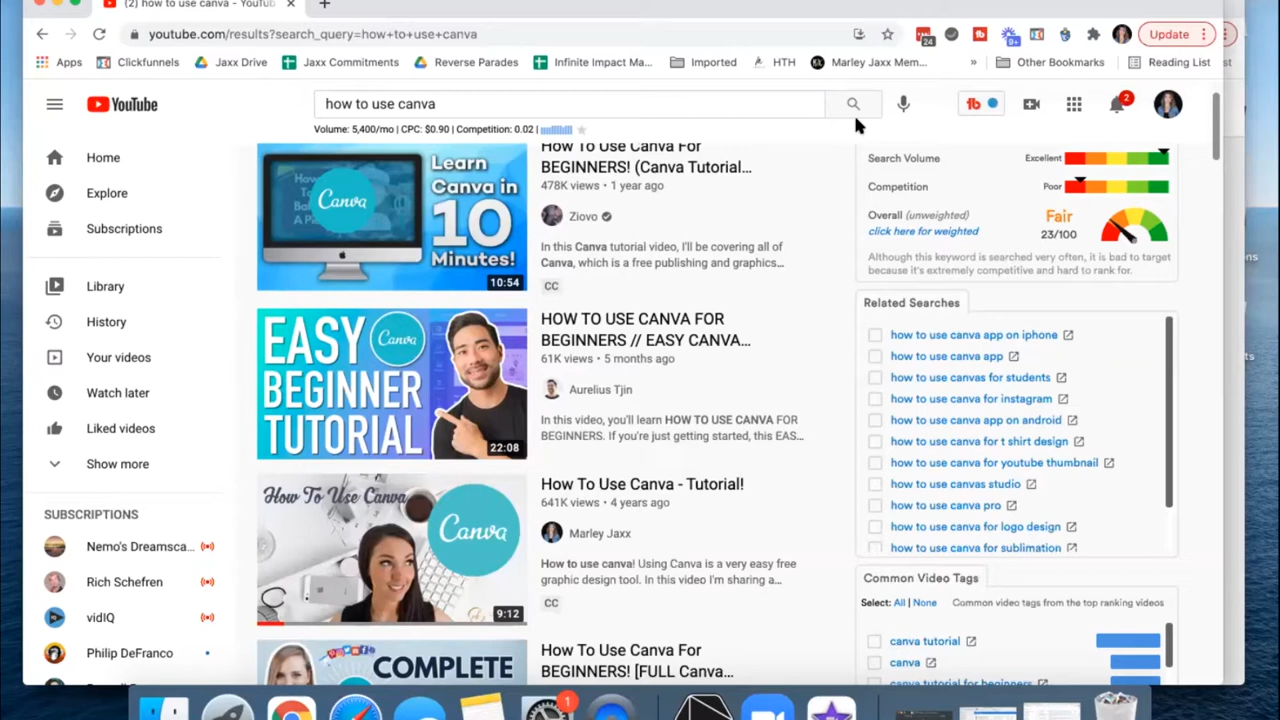 (2) how to use canva - YouTub
youtube.com/results?search_query=how+to+use+canva
24
9+
Update
Apps
Clickfunnels
Jaxx Drive
Jaxx Commitments
Reverse Parades
Infinite Impact Ma...
Imported
HTH
Marley Jaxx Mem...
»
Other Bookmarks
Reading List
YouTube
how to use canva
tb
2
Volume: 5,400/mo | CPC: $0.90 | Competition: 0.02 |
Home
Explore
Subscriptions
Library
History
Your videos
Watch later
Liked videos
Show more
SUBSCRIPTIONS
Nemo's Dreamsca...
Rich Schefren
vidIQ
Philip DeFranco
Canva
Learn
Canva in
10
Minutes!
10:54
How To Use Canva For
BEGINNERS! (Canva Tutorial...
478K views • 1 year ago
Ziovo
In this Canva tutorial video, I'll be covering all of
Canva, which is a free publishing and graphics...
CC
EASY
Canva
BEGINNER
TUTORIAL
22:08
HOW TO USE CANVA FOR
BEGINNERS // EASY CANVA...
61K views • 5 months ago
Aurelius Tjin
In this video, you'll learn HOW TO USE CANVA FOR
BEGINNERS. If you're just getting started, this EAS...
How To Use Canva
Canva
9:12
How To Use Canva - Tutorial!
641K views • 4 years ago
Marley Jaxx
How to use canva! Using Canva is a very easy free
graphic design tool. In this video I'm sharing a...
CC
COMPLETE
How To Use Canva For
BEGINNERS! [FULL Canva...
Search Volume
Excellent
Competition
Poor
Overall (unweighted)
click here for weighted
Fair
23/100
Although this keyword is searched very often, it is bad to target
because it's extremely competitive and hard to rank for.
Related Searches
how to use canva app on iphone
how to use canva app
how to use canvas for students
how to use canva for instagram
how to use canva app on android
how to use canva for t shirt design
how to use canva for youtube thumbnail
how to use canvas studio
how to use canva pro
how to use canva for logo design
how to use canva for sublimation
Common Video Tags
Select: All | None
Common video tags from the top ranking videos
canva tutorial
canva
canva tutorial for beginners
1